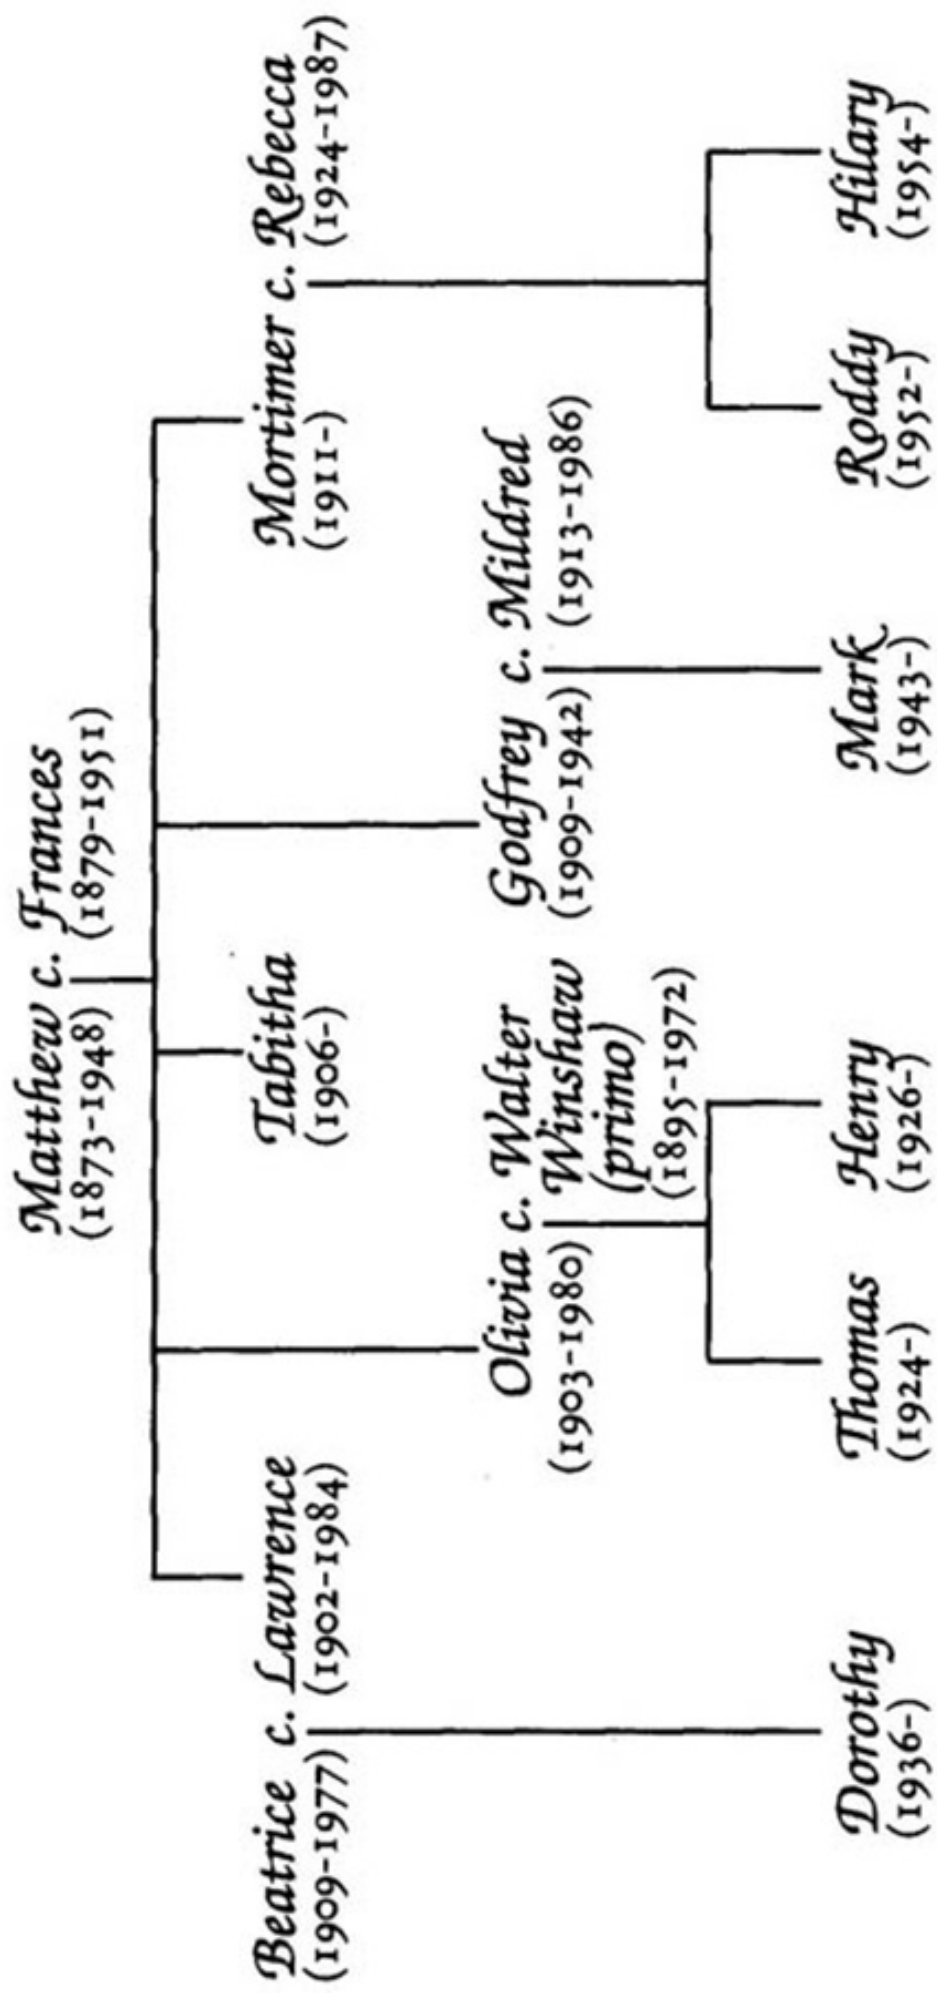 Matthew c. Frances
(1873-1948) (1879-1951)
Beatrice c. Lawrence
(1909-1977) (1902-1984)
Tabitha
(1906-)
Mortimer c. Rebecca
(1911-) (1924-1987)
Olivia c. Walter
Winshaw
(primo)
(1903-1980)
(1895-1972)
Godfrey c. Mildred
(1909-1942) (1913-1986)
Dorothy
(1936-)
Thomas
(1924-)
Henry
(1926-)
Mark
(1943-)
Roddy
(1952-)
Hilary
(1954-)